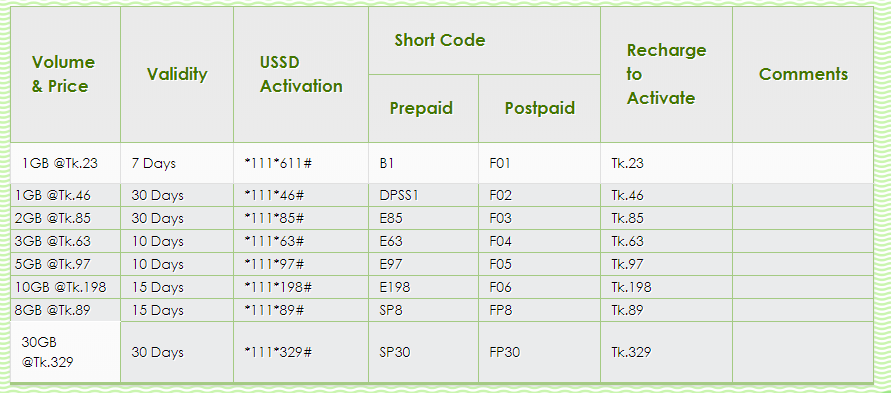 Volume & Price Validity USSD Activation Short Code Recharge to Activate Comments
Prepaid Postpaid
1GB @Tk.23 7 Days *111*611# B1 F01 Tk.23
1GB @Tk.46 30 Days *111*46# DPSS1 F02 Tk.46
2GB @Tk.85 30 Days *111*85# E85 F03 Tk.85
3GB @Tk.63 10 Days *111*63# E63 F04 Tk.63
5GB @Tk.97 10 Days *111*97# E97 F05 Tk.97
10GB @Tk.198 15 Days *111*198# E198 F06 Tk.198
8GB @Tk.89 15 Days *111*89# SP8 FP8 Tk.89
30GB @Tk.329 30 Days *111*329# SP30 FP30 Tk.329